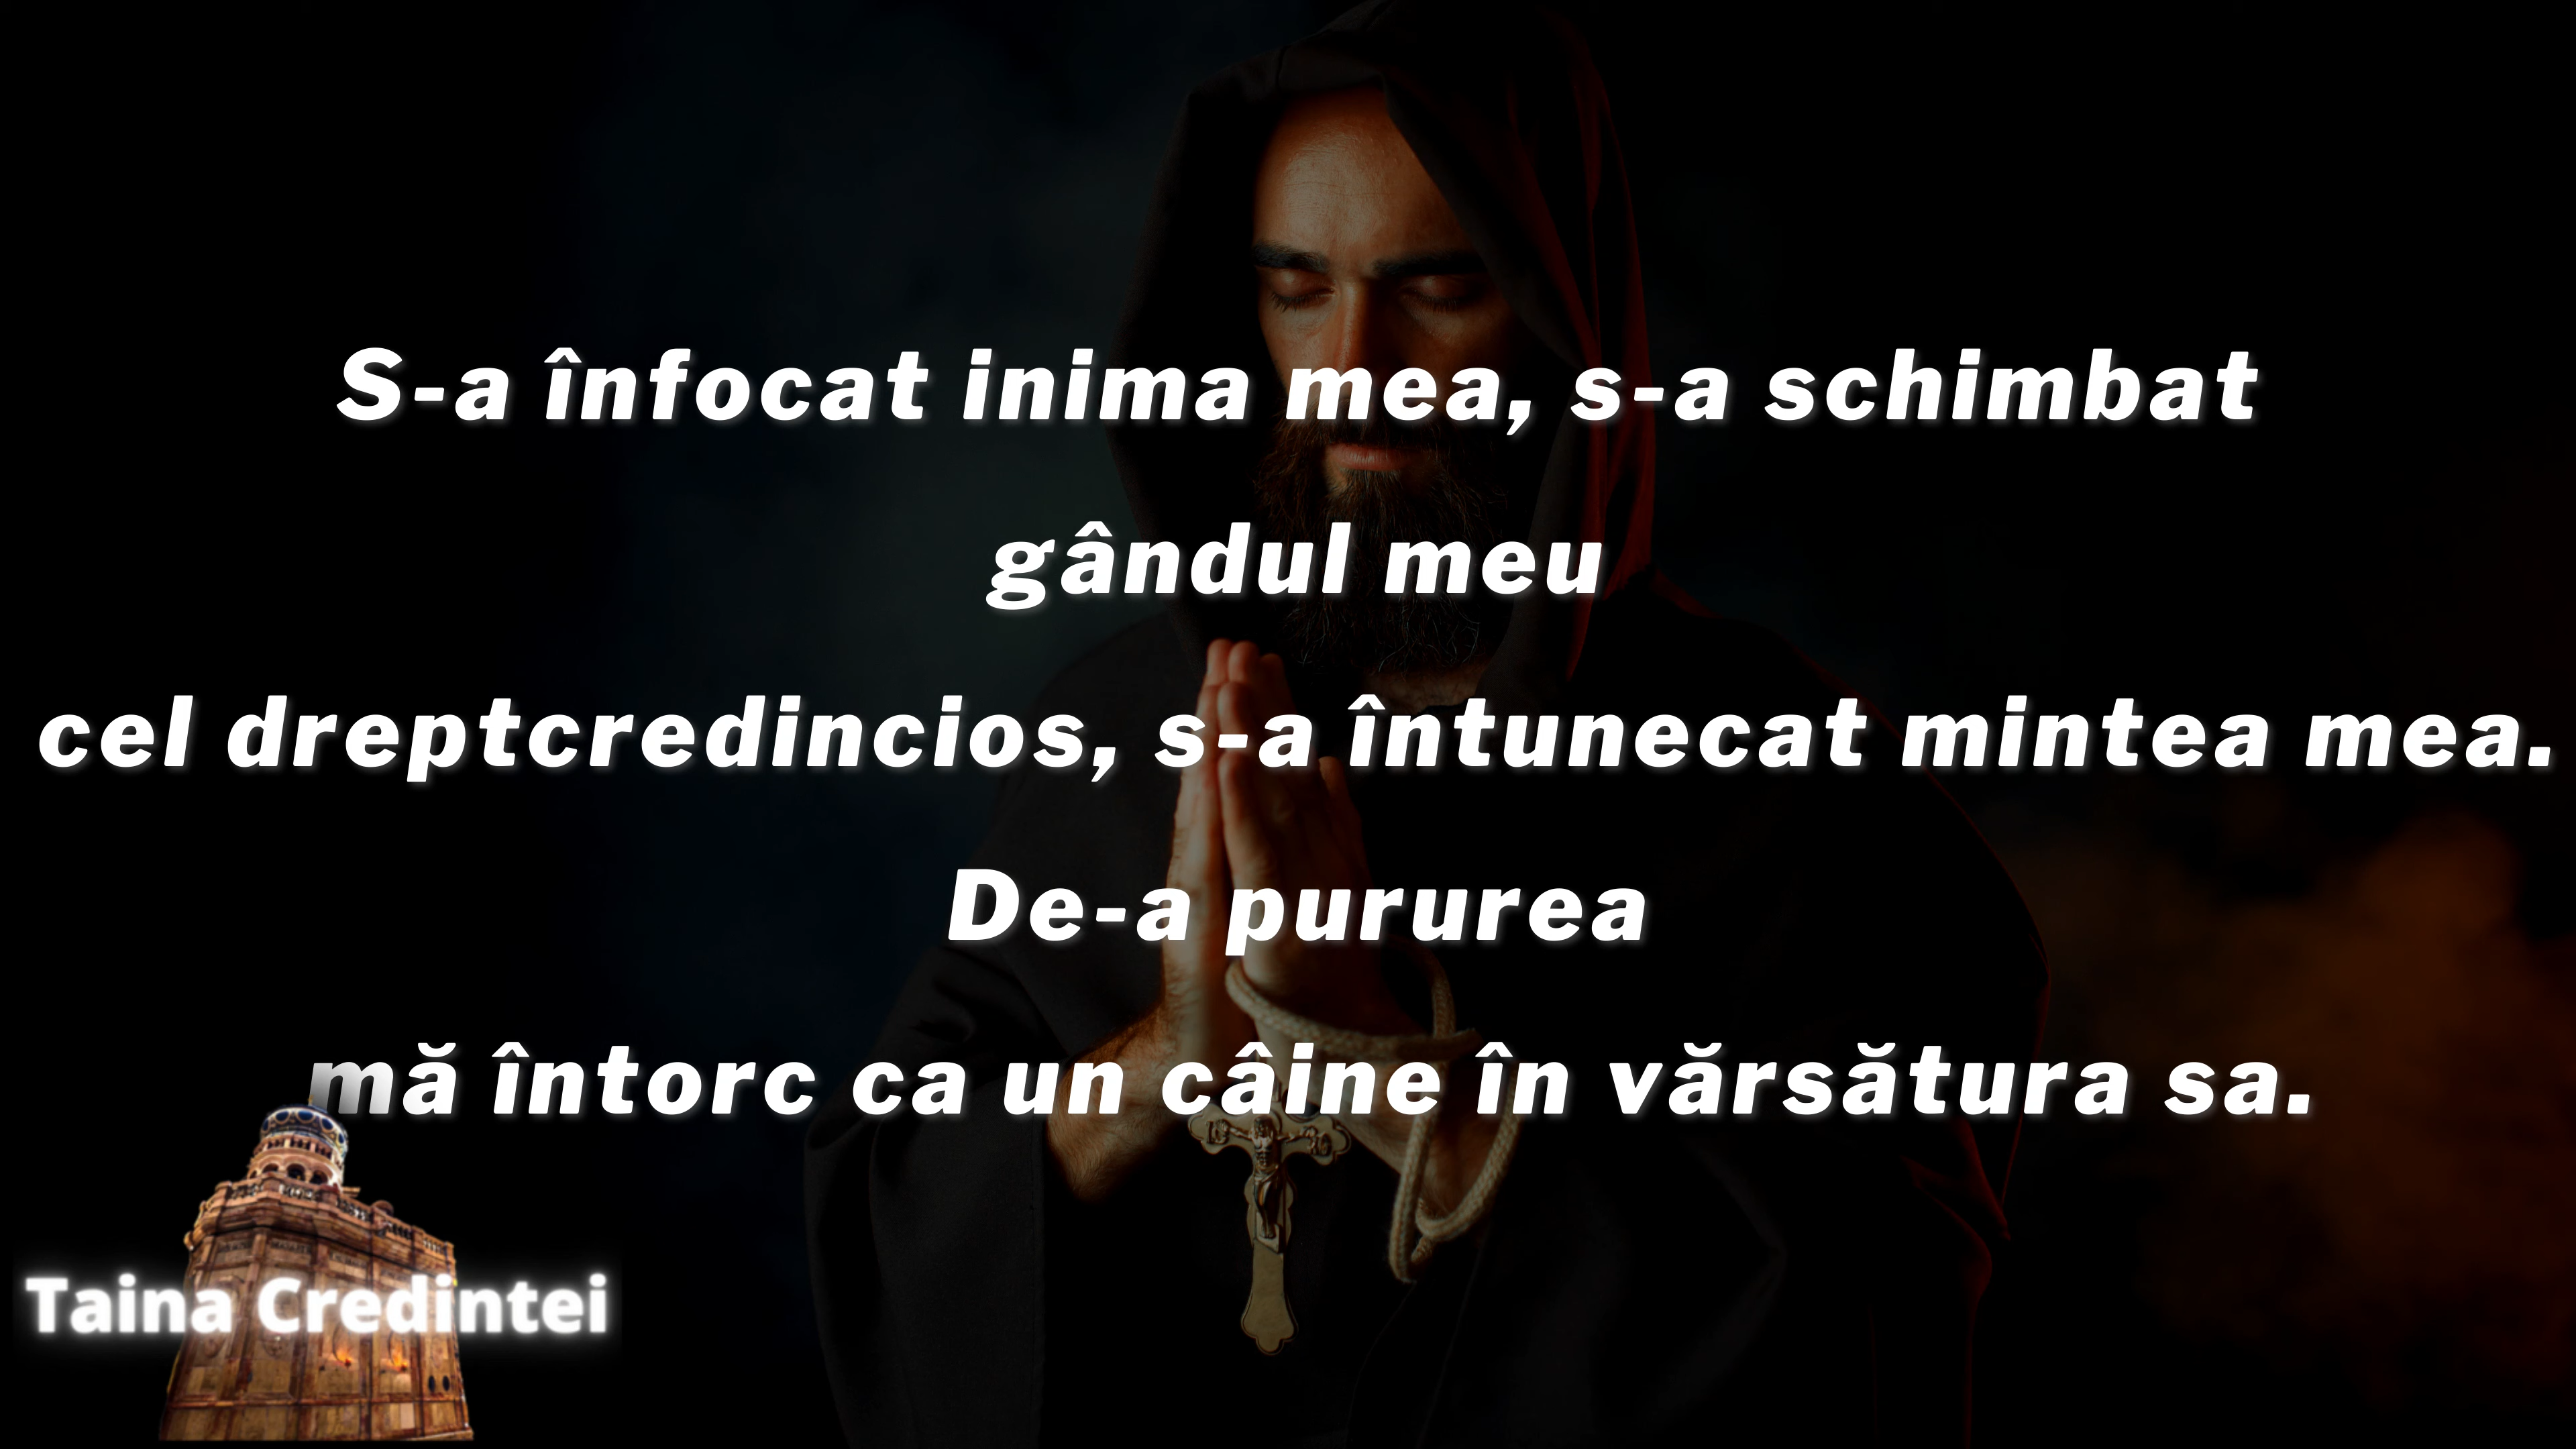 S-a înfocat inima mea, s-a schimbat
gândul meu
cel dreptcredincios, s-a întunecat mintea mea.
De-a pururea
mă întorc ca un câine în vărsătura sa.
Taina Credintei